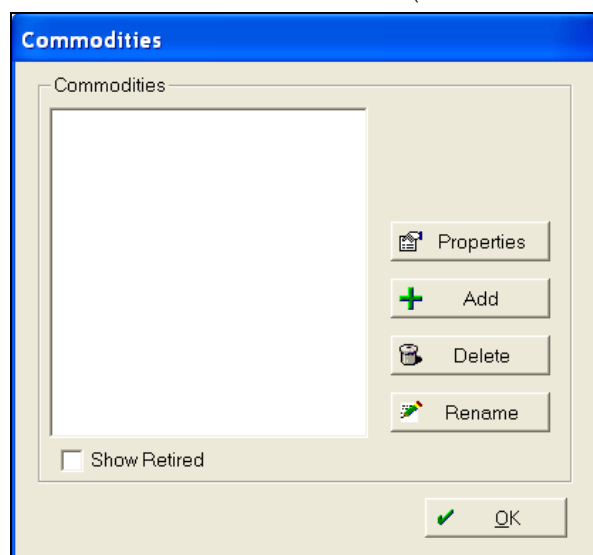 Commodities
Commodities
Properties
Add
Delete
Rename
Show Retired
OK